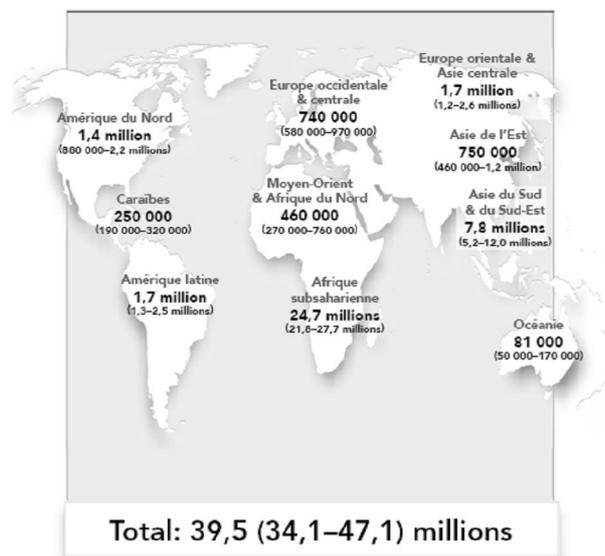 Europe orientale &
Asie centrale
1,7 million
(1,2–2,6 millions)
Europe occidentale
& centrale
740 000
(580 000–970 000)
Amérique du Nord
1,4 million
(880 000–2,2 millions)
Asie de l'Est
750 000
(460 000–1,2 million)
Moyen-Orient
& Afrique du Nord
460 000
(270 000–760 000)
Asie du Sud
& du Sud-Est
7,8 millions
(5,2–12,0 millions)
Caraïbes
250 000
(190 000–320 000)
Amérique latine
1,7 million
(1,3–2,5 millions)
Afrique
subsaharienne
24,7 millions
(21,8–27,7 millions)
Océanie
81 000
(50 000–170 000)
Total: 39,5 (34,1–47,1) millions